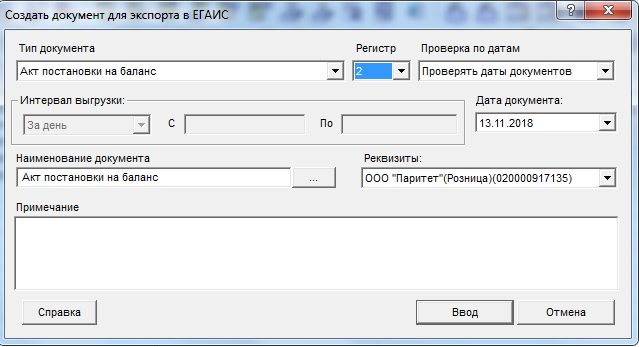 Создать документ для экспорта в ЕГАИС
Тип документа Регистр Проверка по датам
Акт постановки на баланс 2 Проверять даты документов
Интервал выгрузки: Дата документа:
За день С По 13.11.2018
Наименование документа Реквизиты:
Акт постановки на баланс ... ООО "Паритет"(Розница)(020000917135)
Примечание
Справка Ввод Отмена